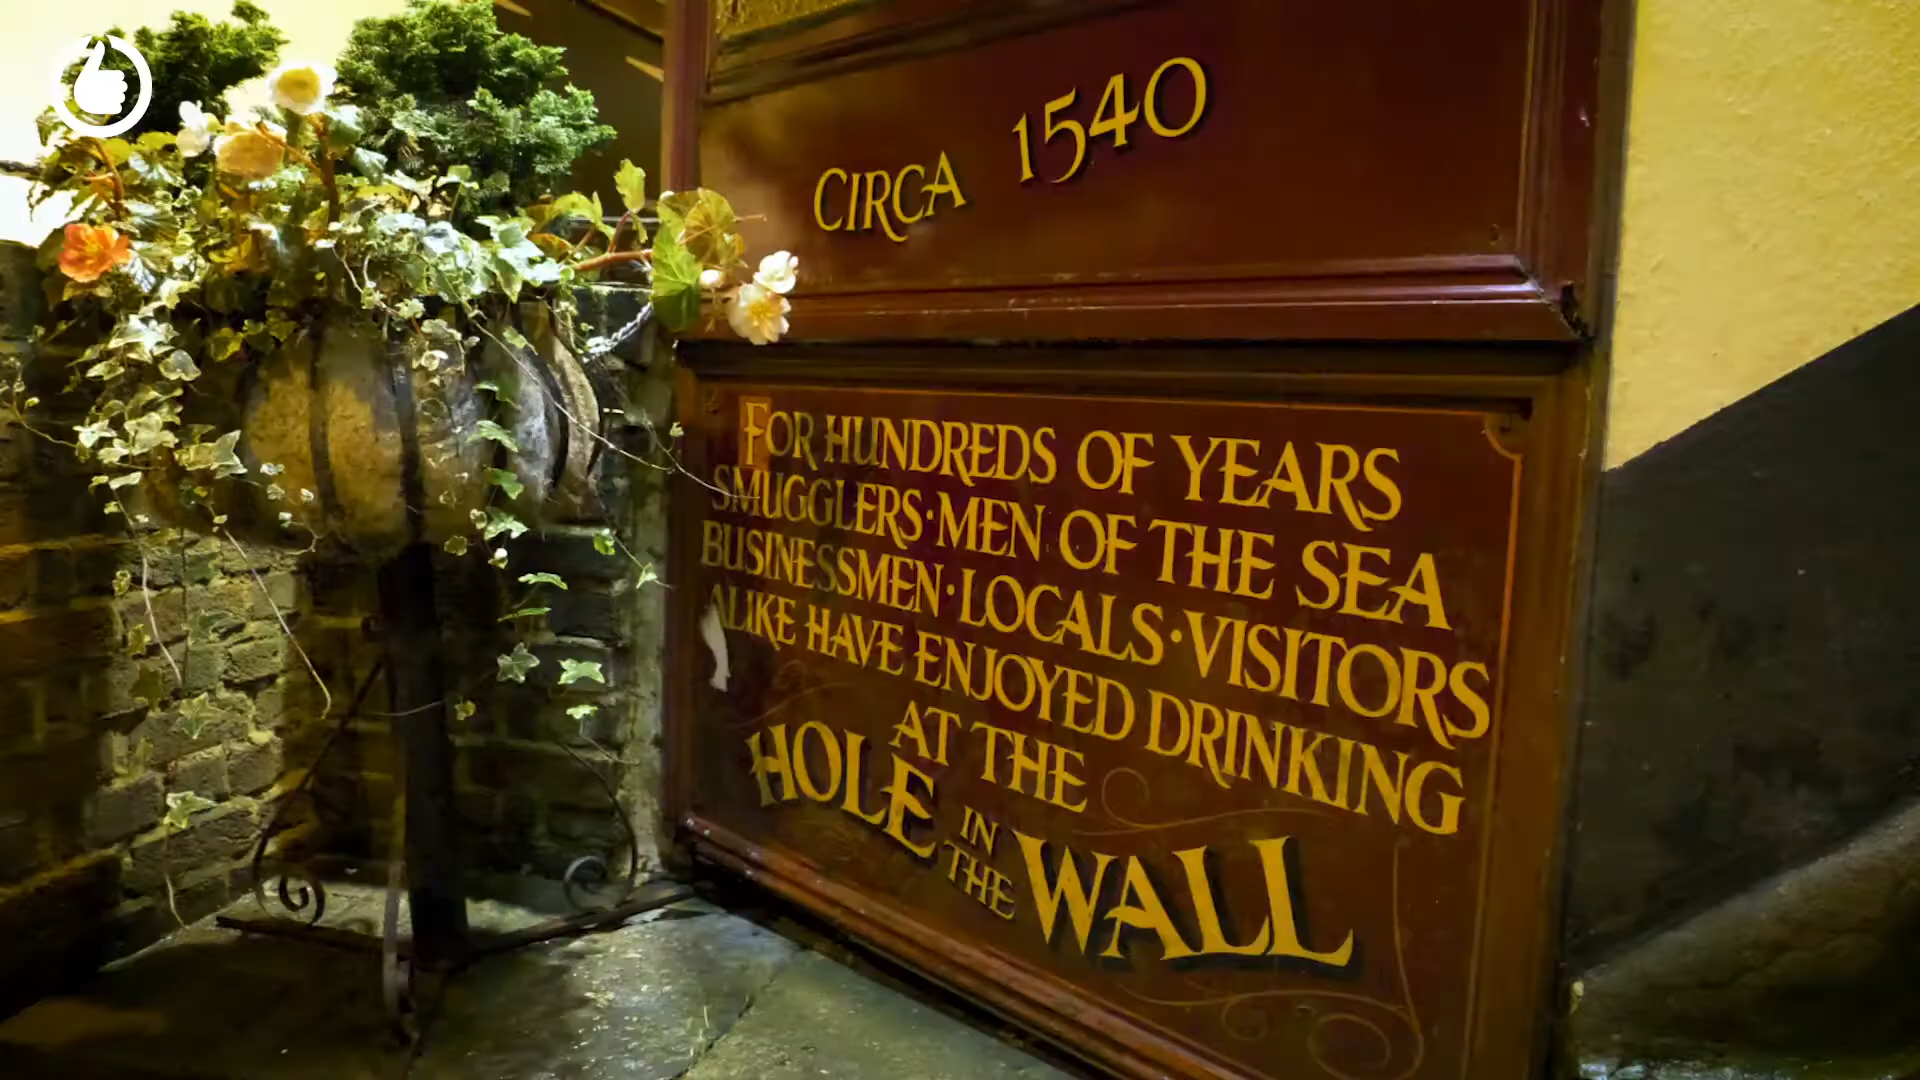 CIRCA 1540
FOR HUNDREDS OF YEARS
SMUGGLERS·MEN OF THE SEA
BUSINESSMEN·LOCALS·VISITORS
ALIKE HAVE ENJOYED DRINKING
AT THE
HOLE IN THE WALL